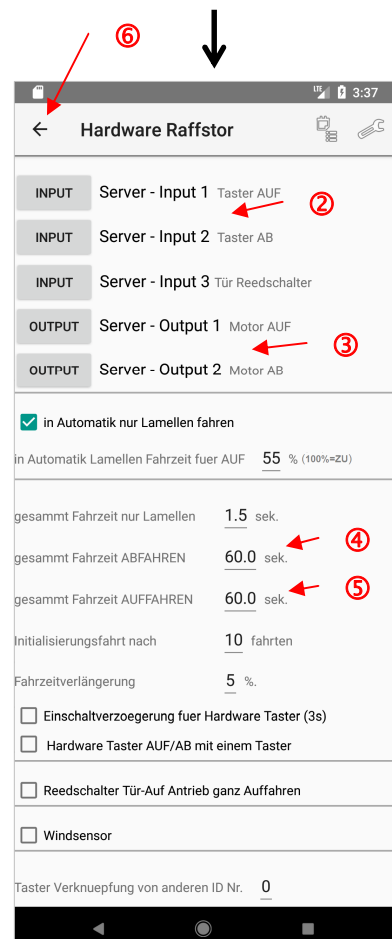 ⑥
LTE 3:37
Hardware Raffstor
INPUT Server - Input 1 Taster AUF
②
INPUT Server - Input 2 Taster AB
INPUT Server - Input 3 Tür Reedschalter
OUTPUT Server - Output 1 Motor AUF
③
OUTPUT Server - Output 2 Motor AB
in Automatik nur Lamellen fahren
in Automatik Lamellen Fahrzeit fuer AUF 55 % (100%=ZU)
gesammt Fahrzeit nur Lamellen 1.5 sek.
④
gesammt Fahrzeit ABFAHREN 60.0 sek.
⑤
gesammt Fahrzeit AUFFAHREN 60.0 sek.
Initialisierungsfahrt nach 10 fahrten
Fahrzeitverlängerung 5 %.
Einschaltverzoegerung fuer Hardware Taster (3s)
Hardware Taster AUF/AB mit einem Taster
Reedschalter Tür-Auf Antrieb ganz Auffahren
Windsensor
Taster Verknuepfung von anderen ID Nr. 0